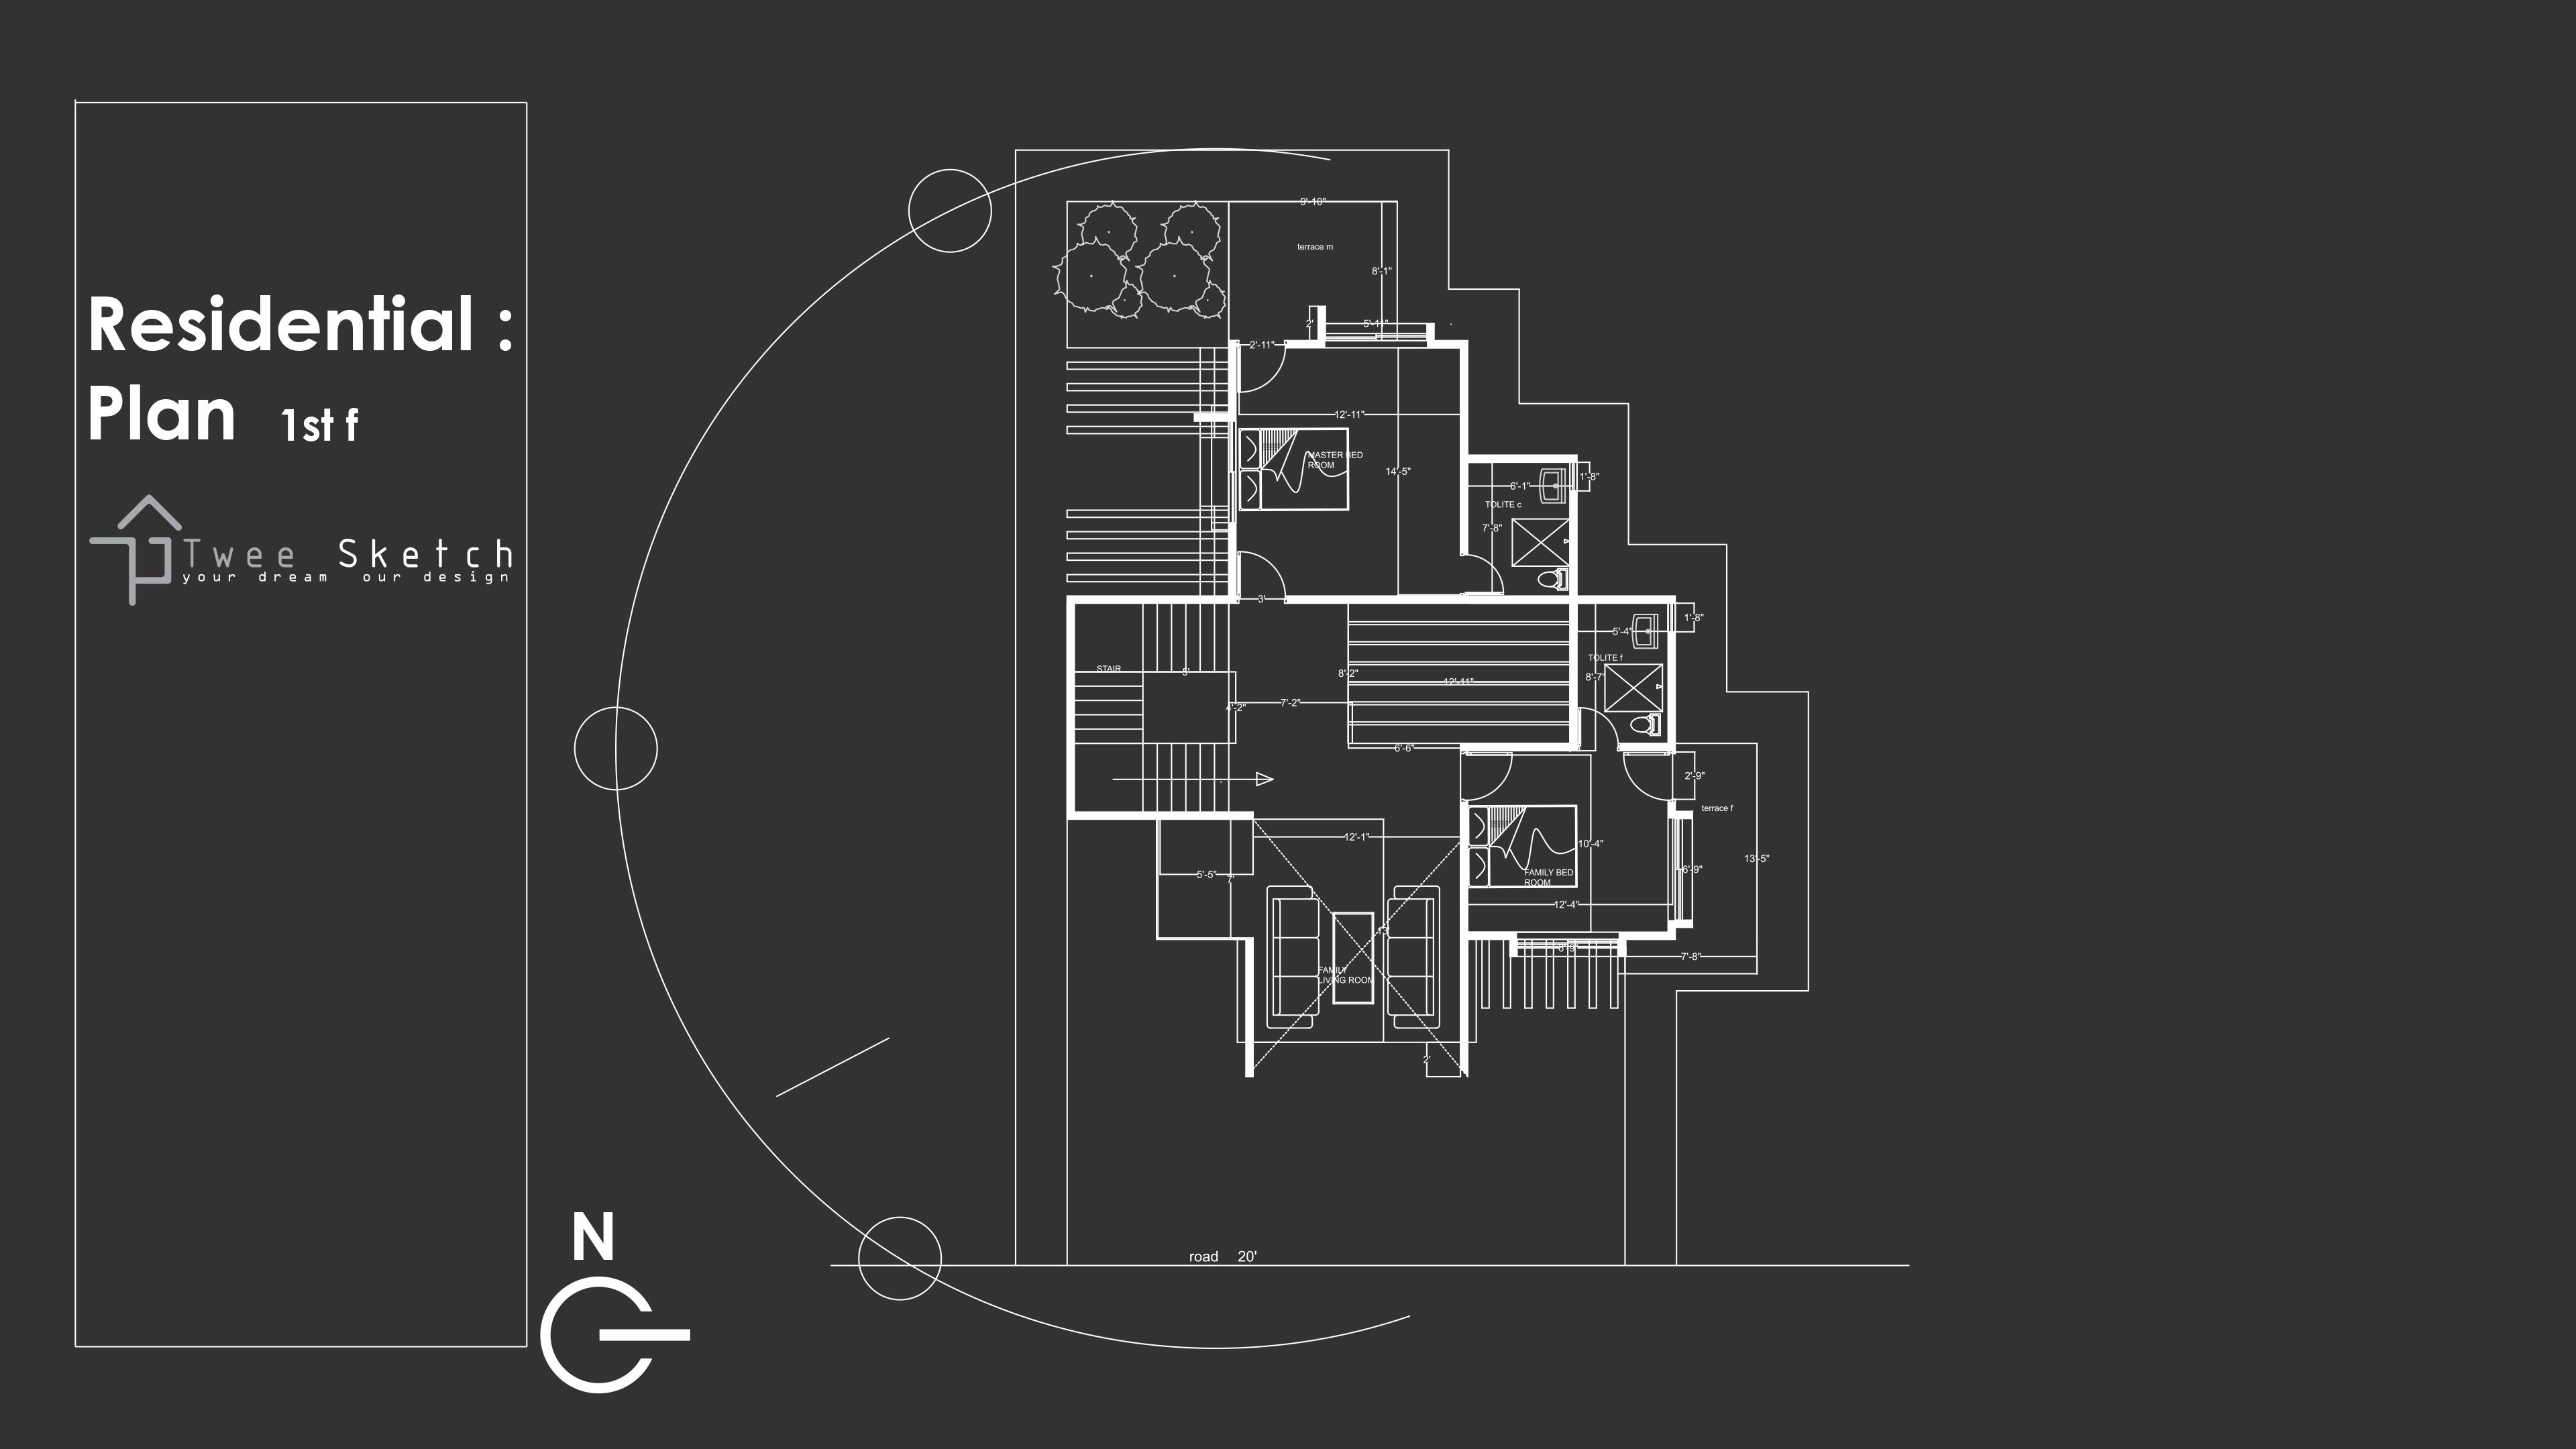 Residential :
Plan 1st f
Twee Sketch
your dream our design
N
9'-10"
terrace m
8'-1"
2'
5'-11"
2'-11"
12'-11"
MASTER BED
ROOM
14'-5"
1'-8"
6'-1"
TOLITE c
7'-8"
3'
1'-8"
5'-4"
TOLITE f
STAIR
5'
8'-2"
12'-11"
8'-7"
7'-2"
4'-2"
6'-6"
2'-9"
terrace f
12'-1"
10'-4"
13'-5"
5'-5"
7'
6'-9"
FAMILY BED
ROOM
12'-4"
13'
6'-9"
7'-8"
FAMILY
LIVING ROOM
2'
road 20'